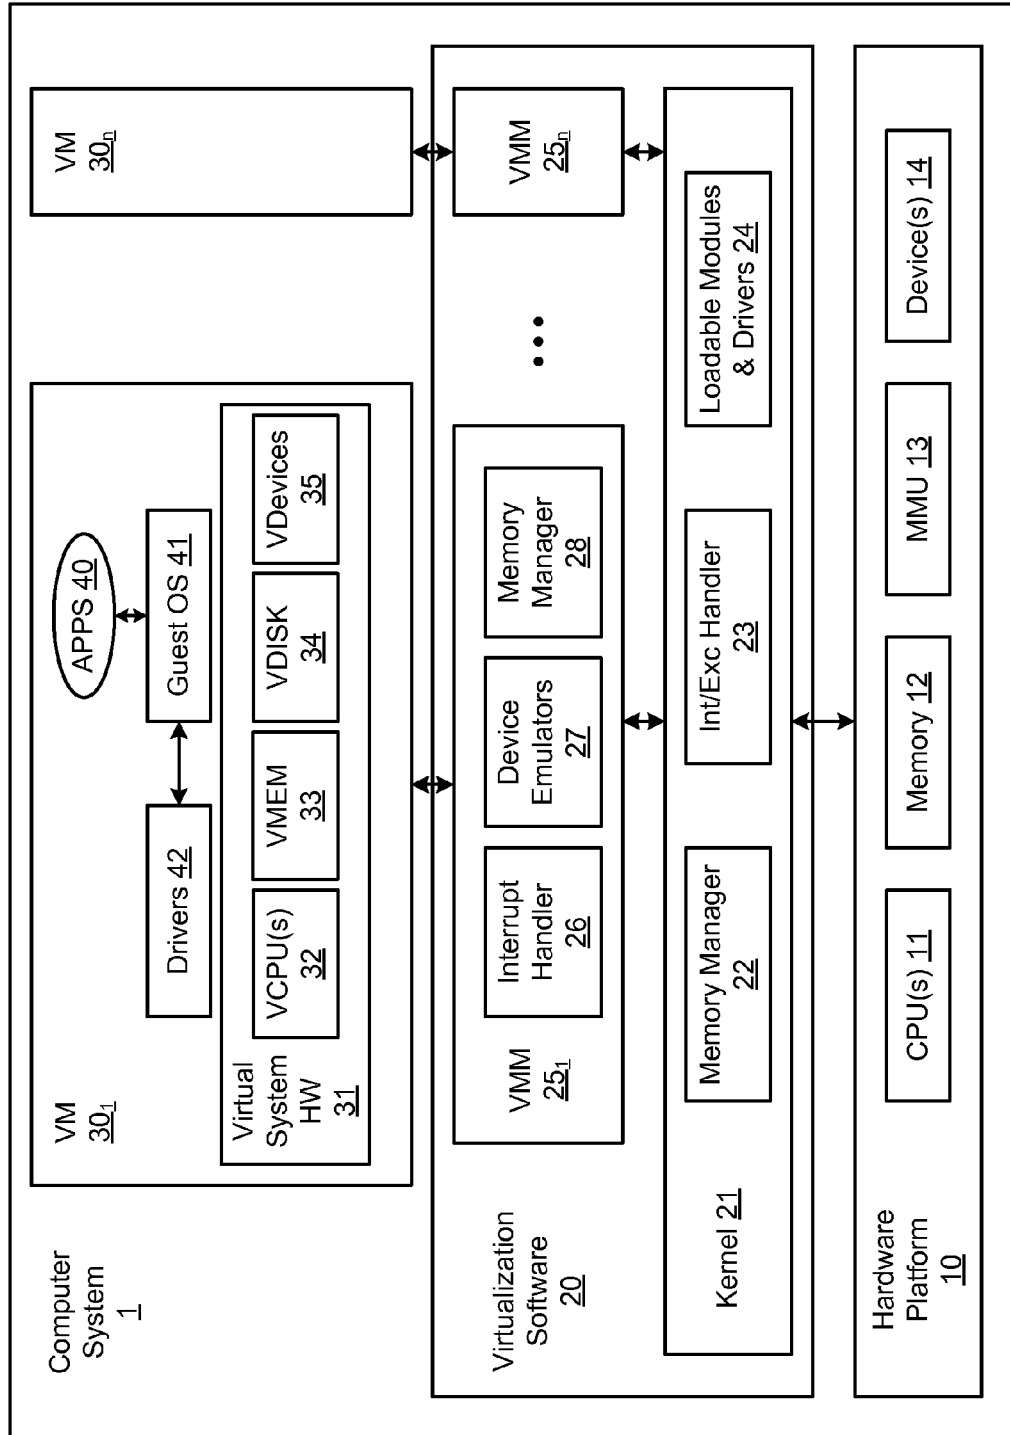 Computer
System
1
VM
30₁
APPS 40
Drivers 42
Guest OS 41
Virtual
System
HW
31
VCPU(s)
32
VMEM
33
VDISK
34
VDevices
35
VM
30ₙ
Virtualization
Software
20
VMM
25₁
Interrupt
Handler
26
Device
Emulators
27
Memory
Manager
28
VMM
25ₙ
Kernel 21
Memory Manager
22
Int/Exc Handler
23
Loadable Modules
& Drivers 24
Hardware
Platform
10
CPU(s) 11
Memory 12
MMU 13
Device(s) 14